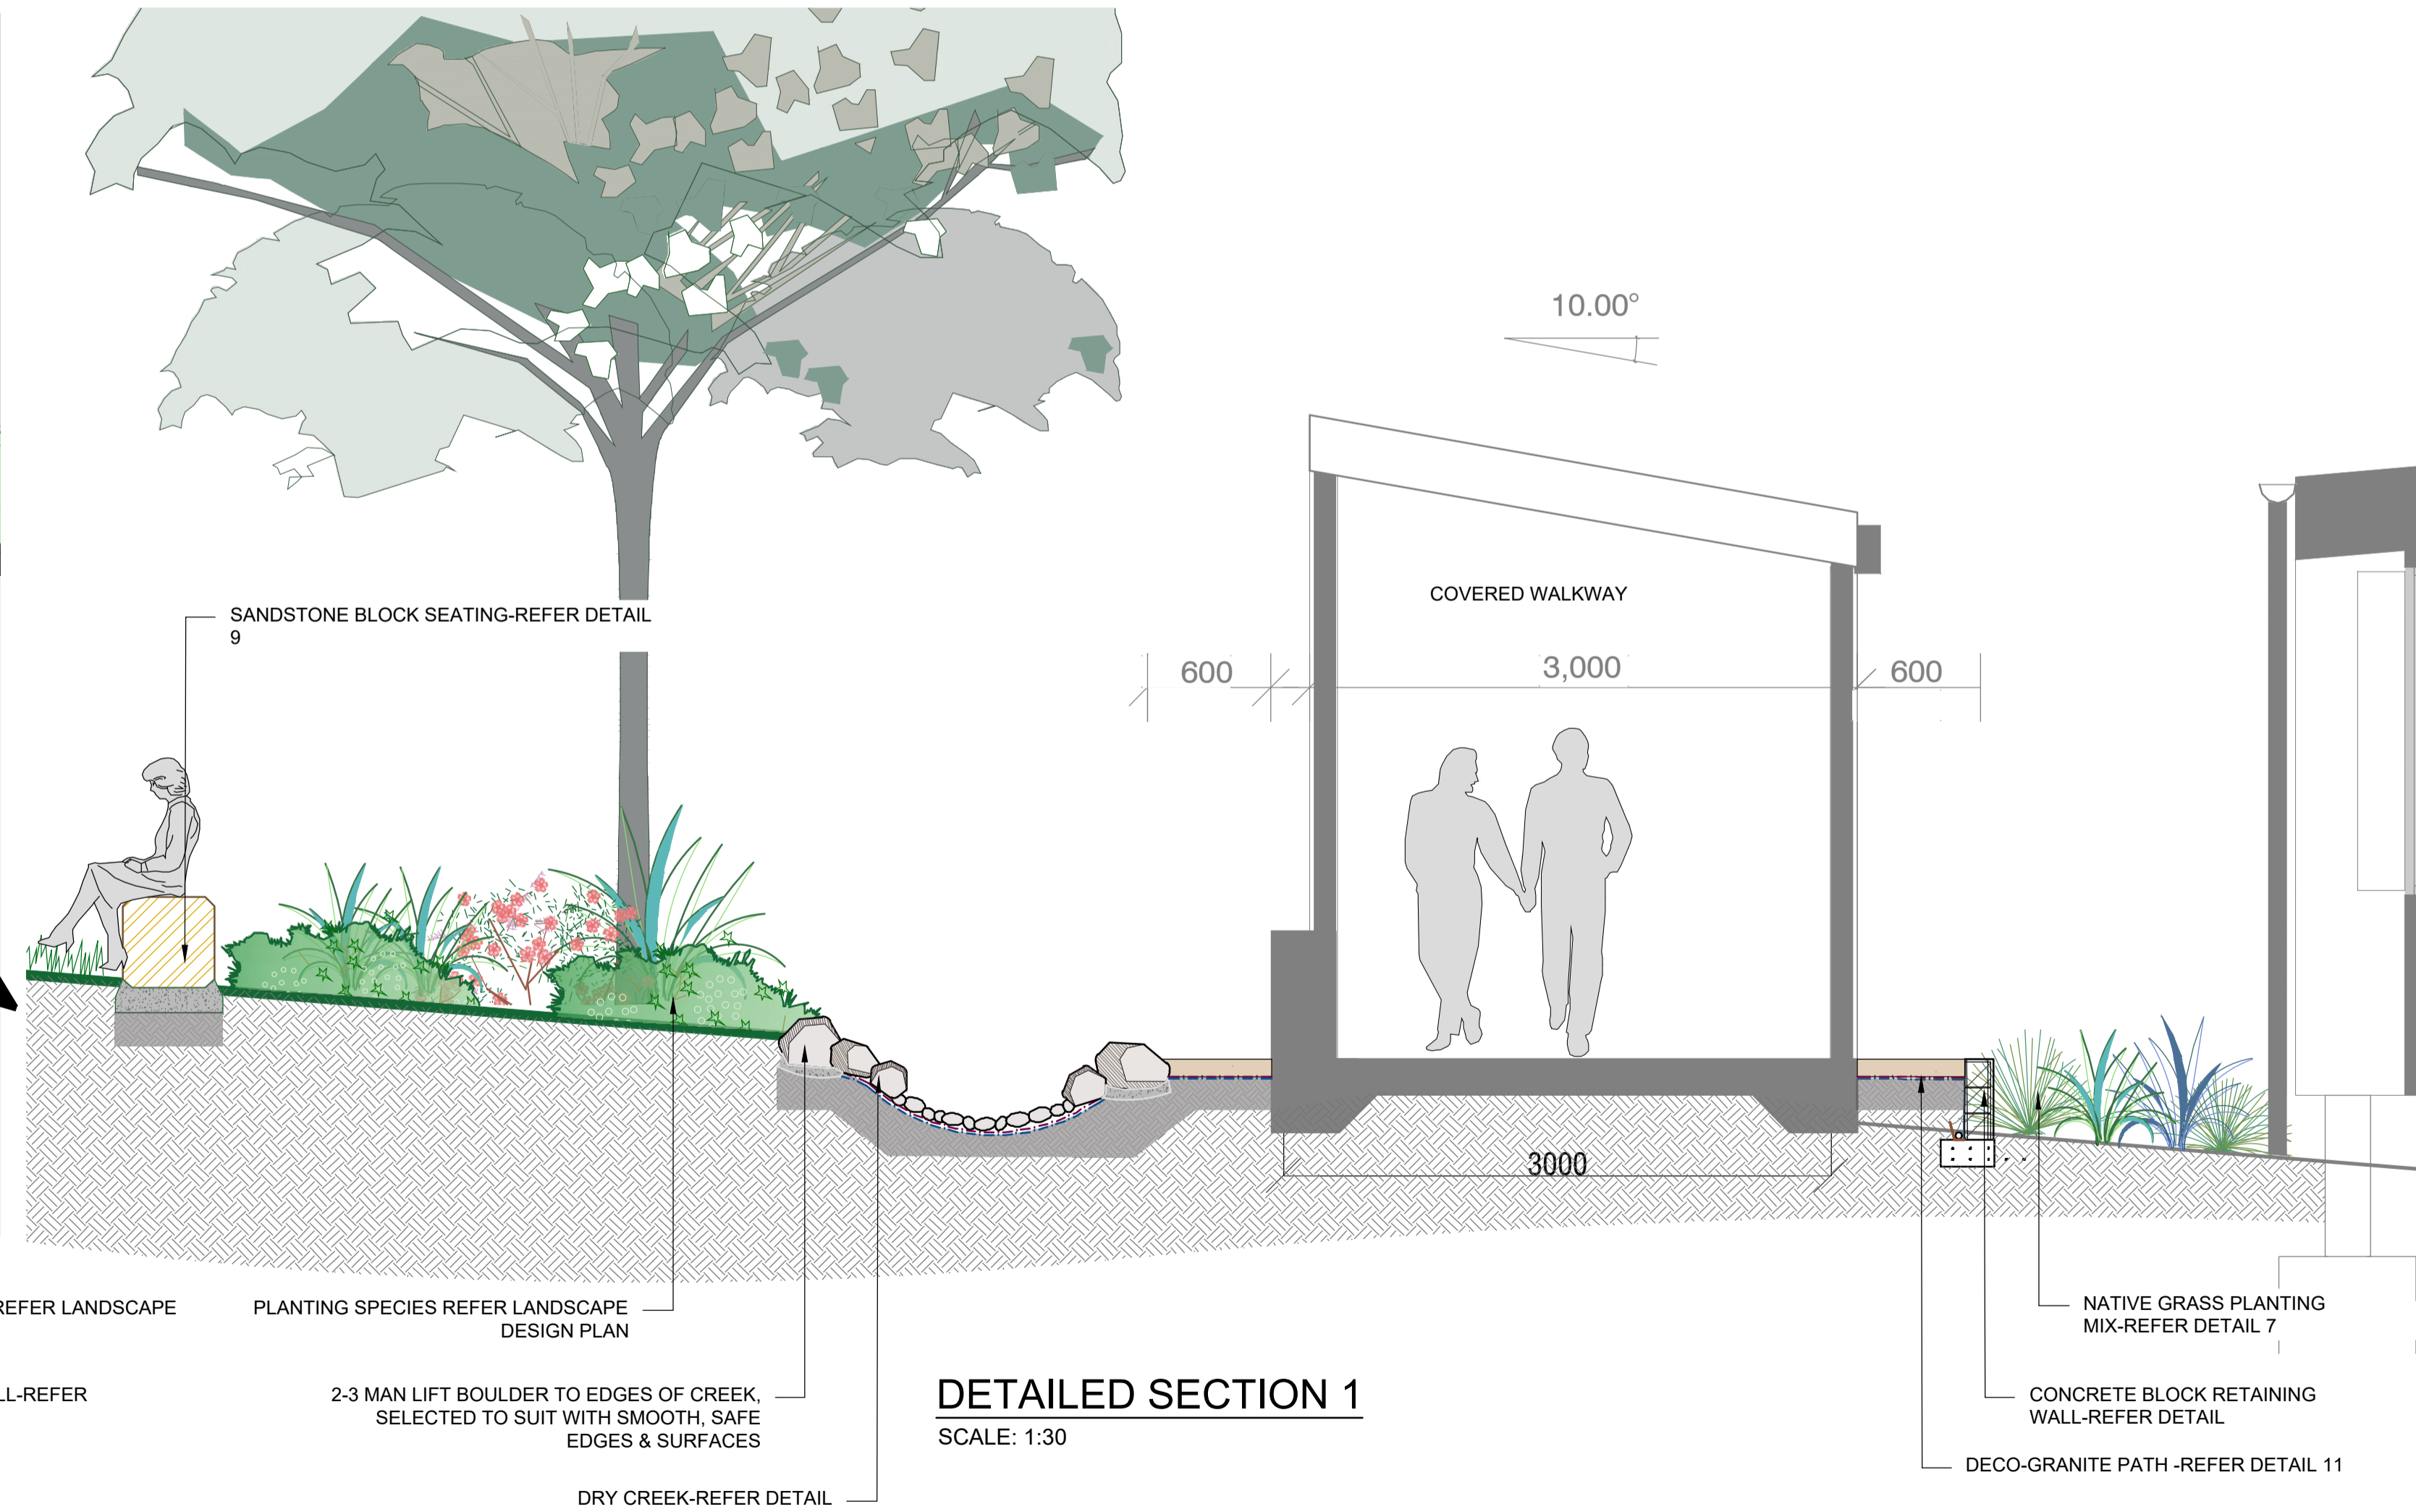 10.00°
SANDSTONE BLOCK SEATING-REFER DETAIL
9
COVERED WALKWAY
600
3,000
600
3000
REFER LANDSCAPE
PLANTING SPECIES REFER LANDSCAPE
DESIGN PLAN
NATIVE GRASS PLANTING
MIX-REFER DETAIL 7
LL-REFER
2-3 MAN LIFT BOULDER TO EDGES OF CREEK,
SELECTED TO SUIT WITH SMOOTH, SAFE
EDGES & SURFACES
DETAILED SECTION 1
SCALE: 1:30
CONCRETE BLOCK RETAINING
WALL-REFER DETAIL
DECO-GRANITE PATH -REFER DETAIL 11
DRY CREEK-REFER DETAIL